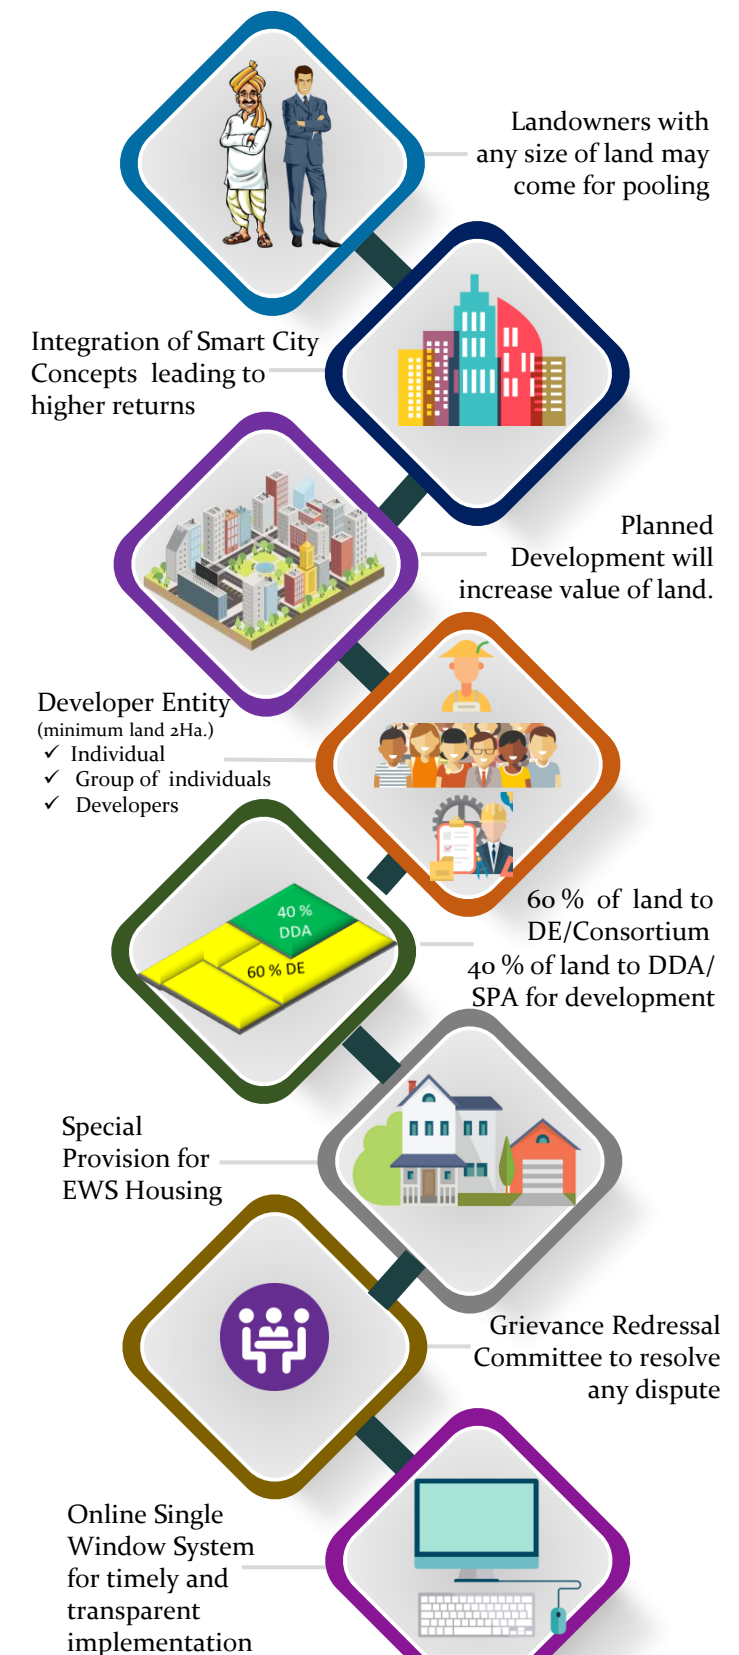 Landowners with
any size of land may
come for pooling
Integration of Smart City
Concepts leading to
higher returns
Planned
Development will
increase value of land.
Developer Entity
(minimum land 2Ha.)
✓ Individual
✓ Group of individuals
✓ Developers
40 %
DDA
60 % DE
60 % of land to
DE/Consortium
40 % of land to DDA/
SPA for development
Special
Provision for
EWS Housing
Grievance Redressal
Committee to resolve
any dispute
Online Single
Window System
for timely and
transparent
implementation